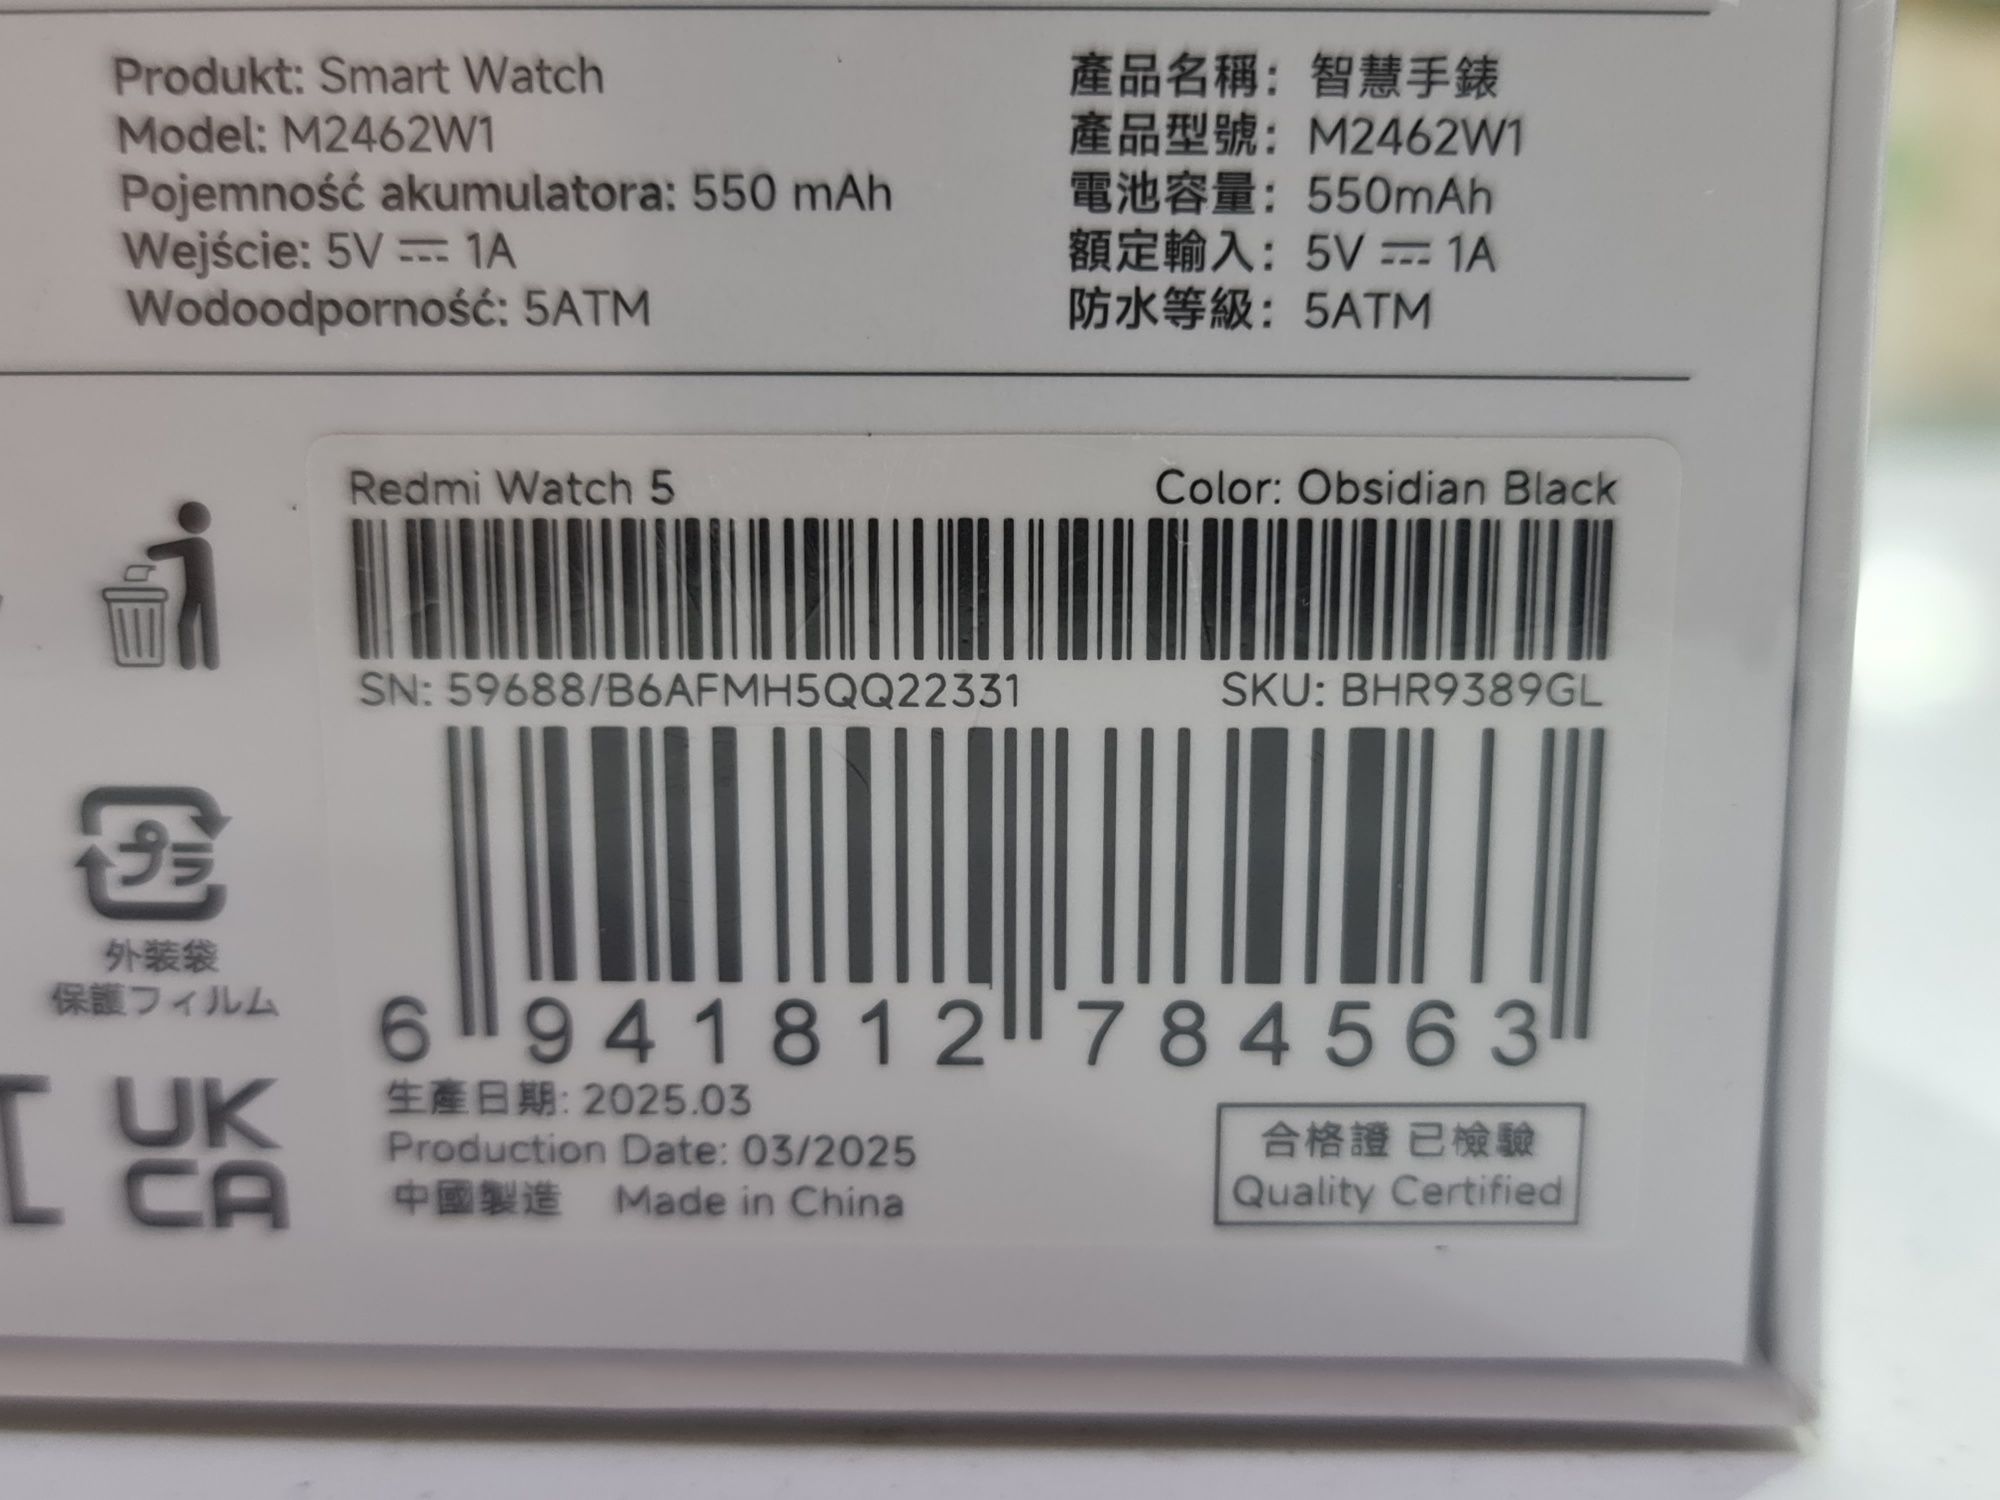 Produkt: Smart Watch
Model: M2462W1
Pojemność akumulatora: 550 mAh
Wejście: 5V ⎓ 1A
Wodoodporność: 5ATM
產品名稱：智慧手錶
產品型號：M2462W1
電池容量：550mAh
額定輸入：5V ⎓ 1A
防水等級：5ATM
Redmi Watch 5
Color: Obsidian Black
SN: 59688/B6AFMH5QQ22331
SKU: BHR9389GL
6 941812 784563
生產日期: 2025.03
Production Date: 03/2025
中國製造 Made in China
合格證 已檢驗
Quality Certified
プラ
外装袋
保護フィルム
UK
CA